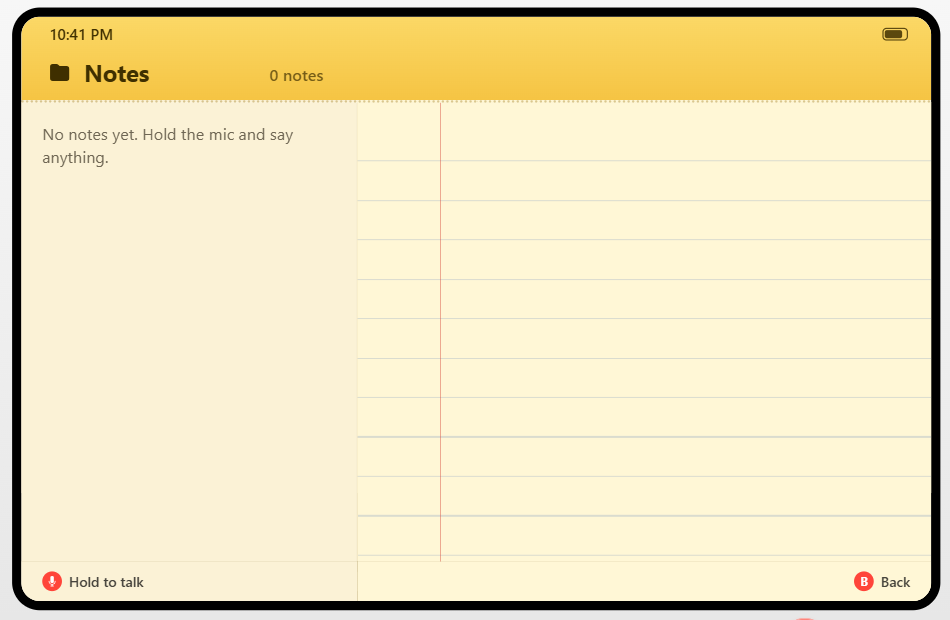 10:41 PM
Notes
0 notes
No notes yet. Hold the mic and say
anything.
Hold to talk
B Back